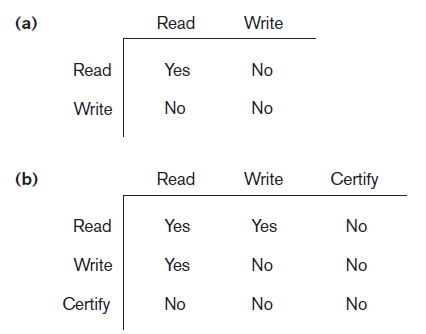 (a) Read Write
Read Yes No
Write No No
(b) Read Write Certify
Read Yes Yes No
Write Yes No No
Certify No No No